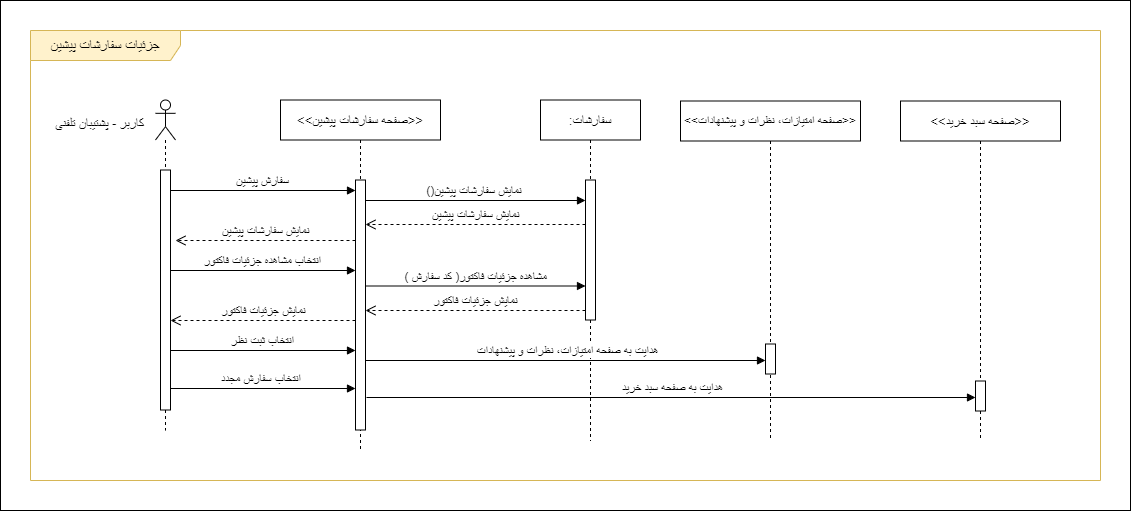 جزئیات سفارشات پیشین
کاربر - پشتیبان تلفنی
<<صفحه سفارشات پیشین>>
سفارشات:
<<صفحه امتیازات، نظرات و پیشنهادات>>
<<صفحه سبد خرید>>
سفارش پیشین
نمایش سفارشات پیشین()
نمایش سفارشات پیشین
نمایش سفارشات پیشین
انتخاب مشاهده جزئیات فاکتور
مشاهده جزئیات فاکتور( کد سفارش )
نمایش جزئیات فاکتور
نمایش جزئیات فاکتور
انتخاب ثبت نظر
هدایت به صفحه امتیازات، نظرات و پیشنهادات
انتخاب سفارش مجدد
هدایت به صفحه سبد خرید